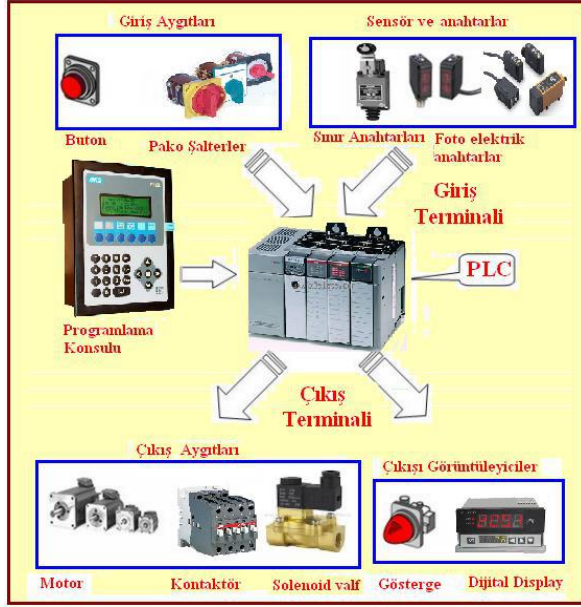 Giriş Aygıtları
Sensör ve anahtarlar
Buton
Pako Şalterler
Sınır Anahtarları
Foto elektrik
anahtarlar
Giriş
Terminali
PLC
Programlama
Konsulu
Çıkış
Terminali
Çıkış Aygıtları
Çıkışı Görüntüleyiciler
Motor
Kontaktör
Solenoid valf
Gösterge
Dijital Display